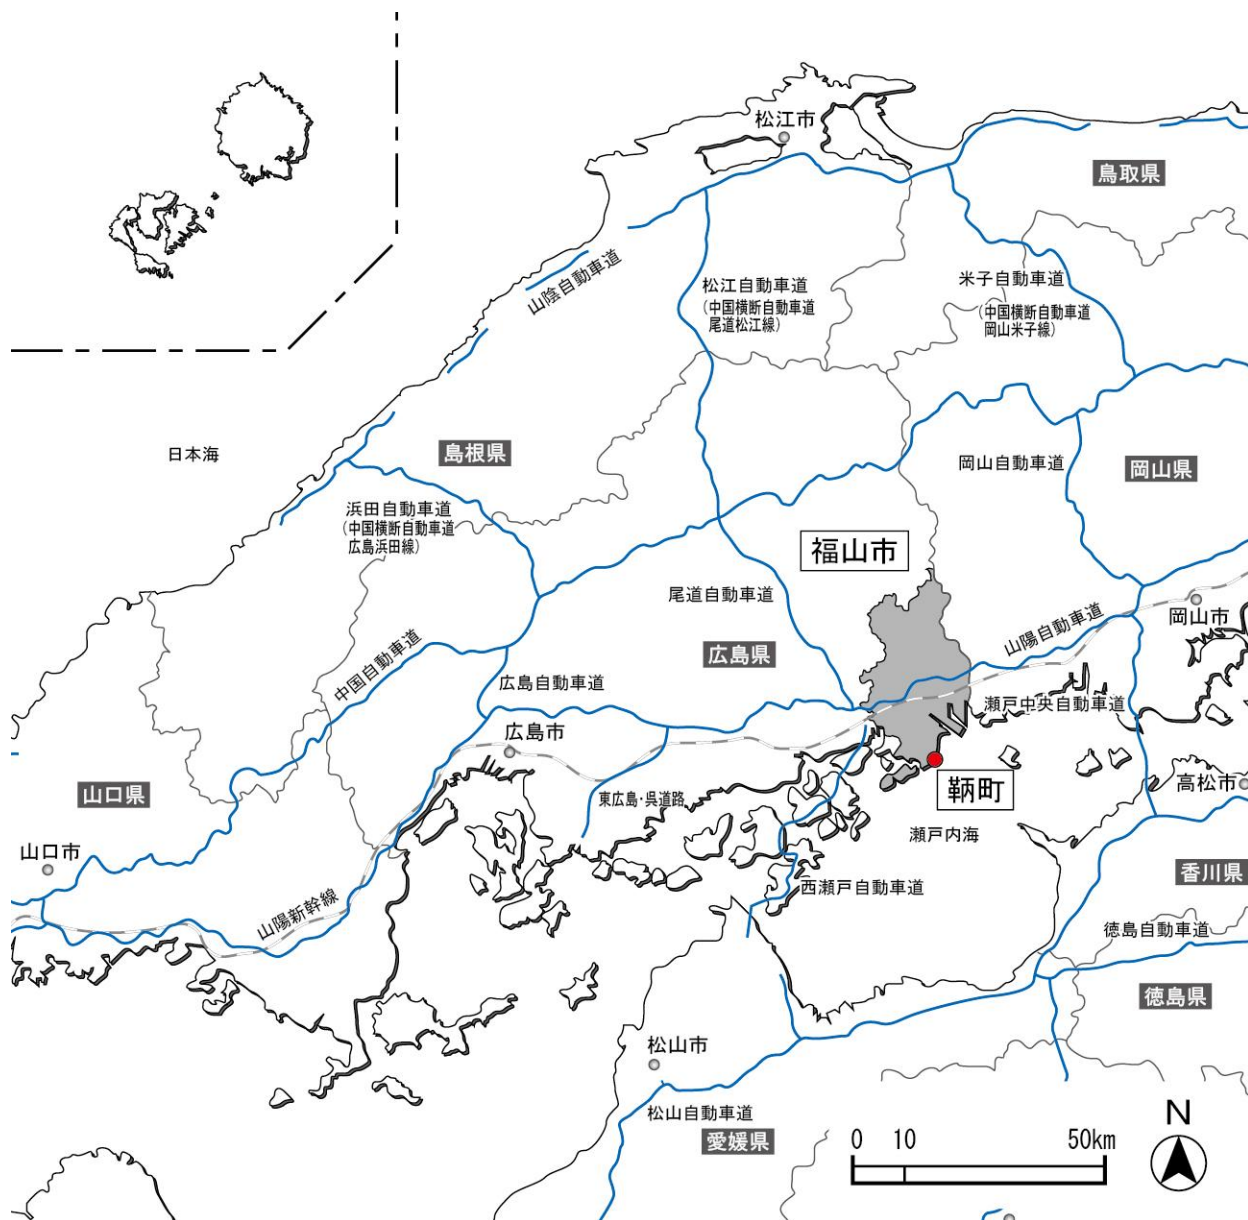 松江市
鳥取県
山陰自動車道
松江自動車道
(中国横断自動車道
尾道松江線)
米子自動車道
(中国横断自動車道
岡山米子線)
日本海
島根県
岡山自動車道
岡山県
浜田自動車道
(中国横断自動車道
広島浜田線)
福山市
尾道自動車道
岡山市
山陽自動車道
中国自動車道
広島県
広島自動車道
瀬戸中央自動車道
広島市
山口県
東広島・呉道路
鞆町
高松市
瀬戸内海
山口市
香川県
西瀬戸自動車道
山陽新幹線
徳島自動車道
徳島県
松山市
松山自動車道
愛媛県
0 10 50km
N